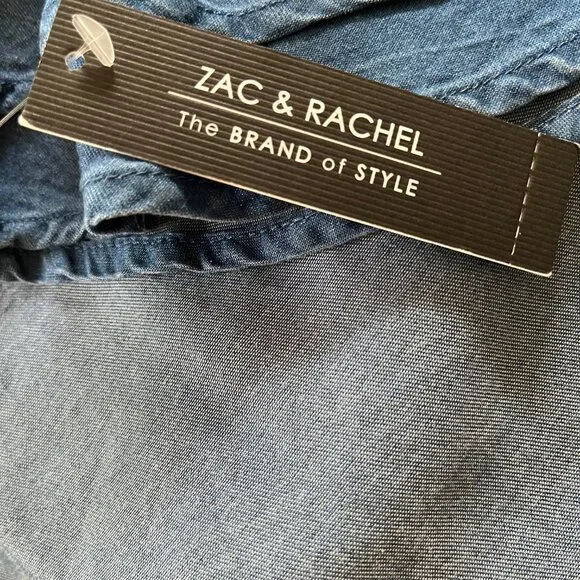 ZAC & RACHEL
The BRAND of STYLE